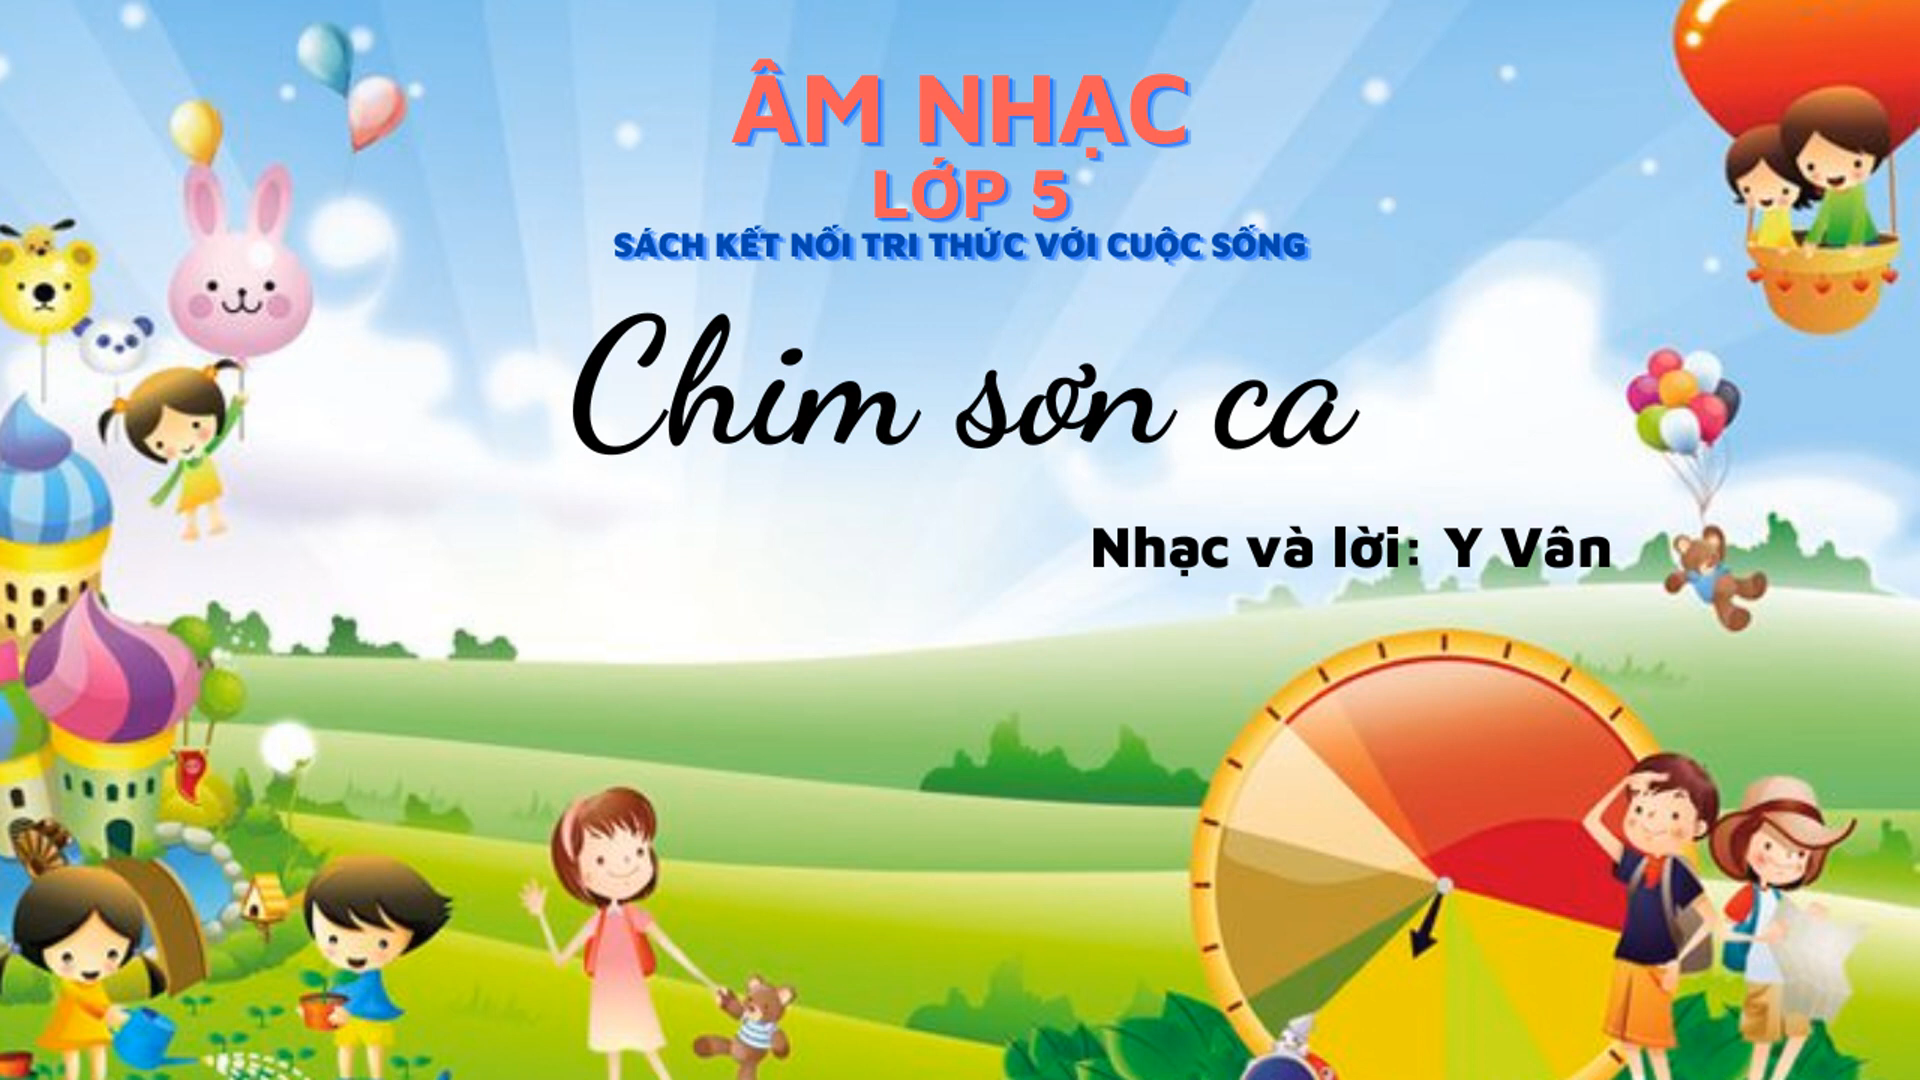 ÂM NHẠC
LỚP 5
SÁCH KẾT NỐI TRI THỨC VỚI CUỘC SỐNG
Chim sơn ca
Nhạc và lời: Y Vân